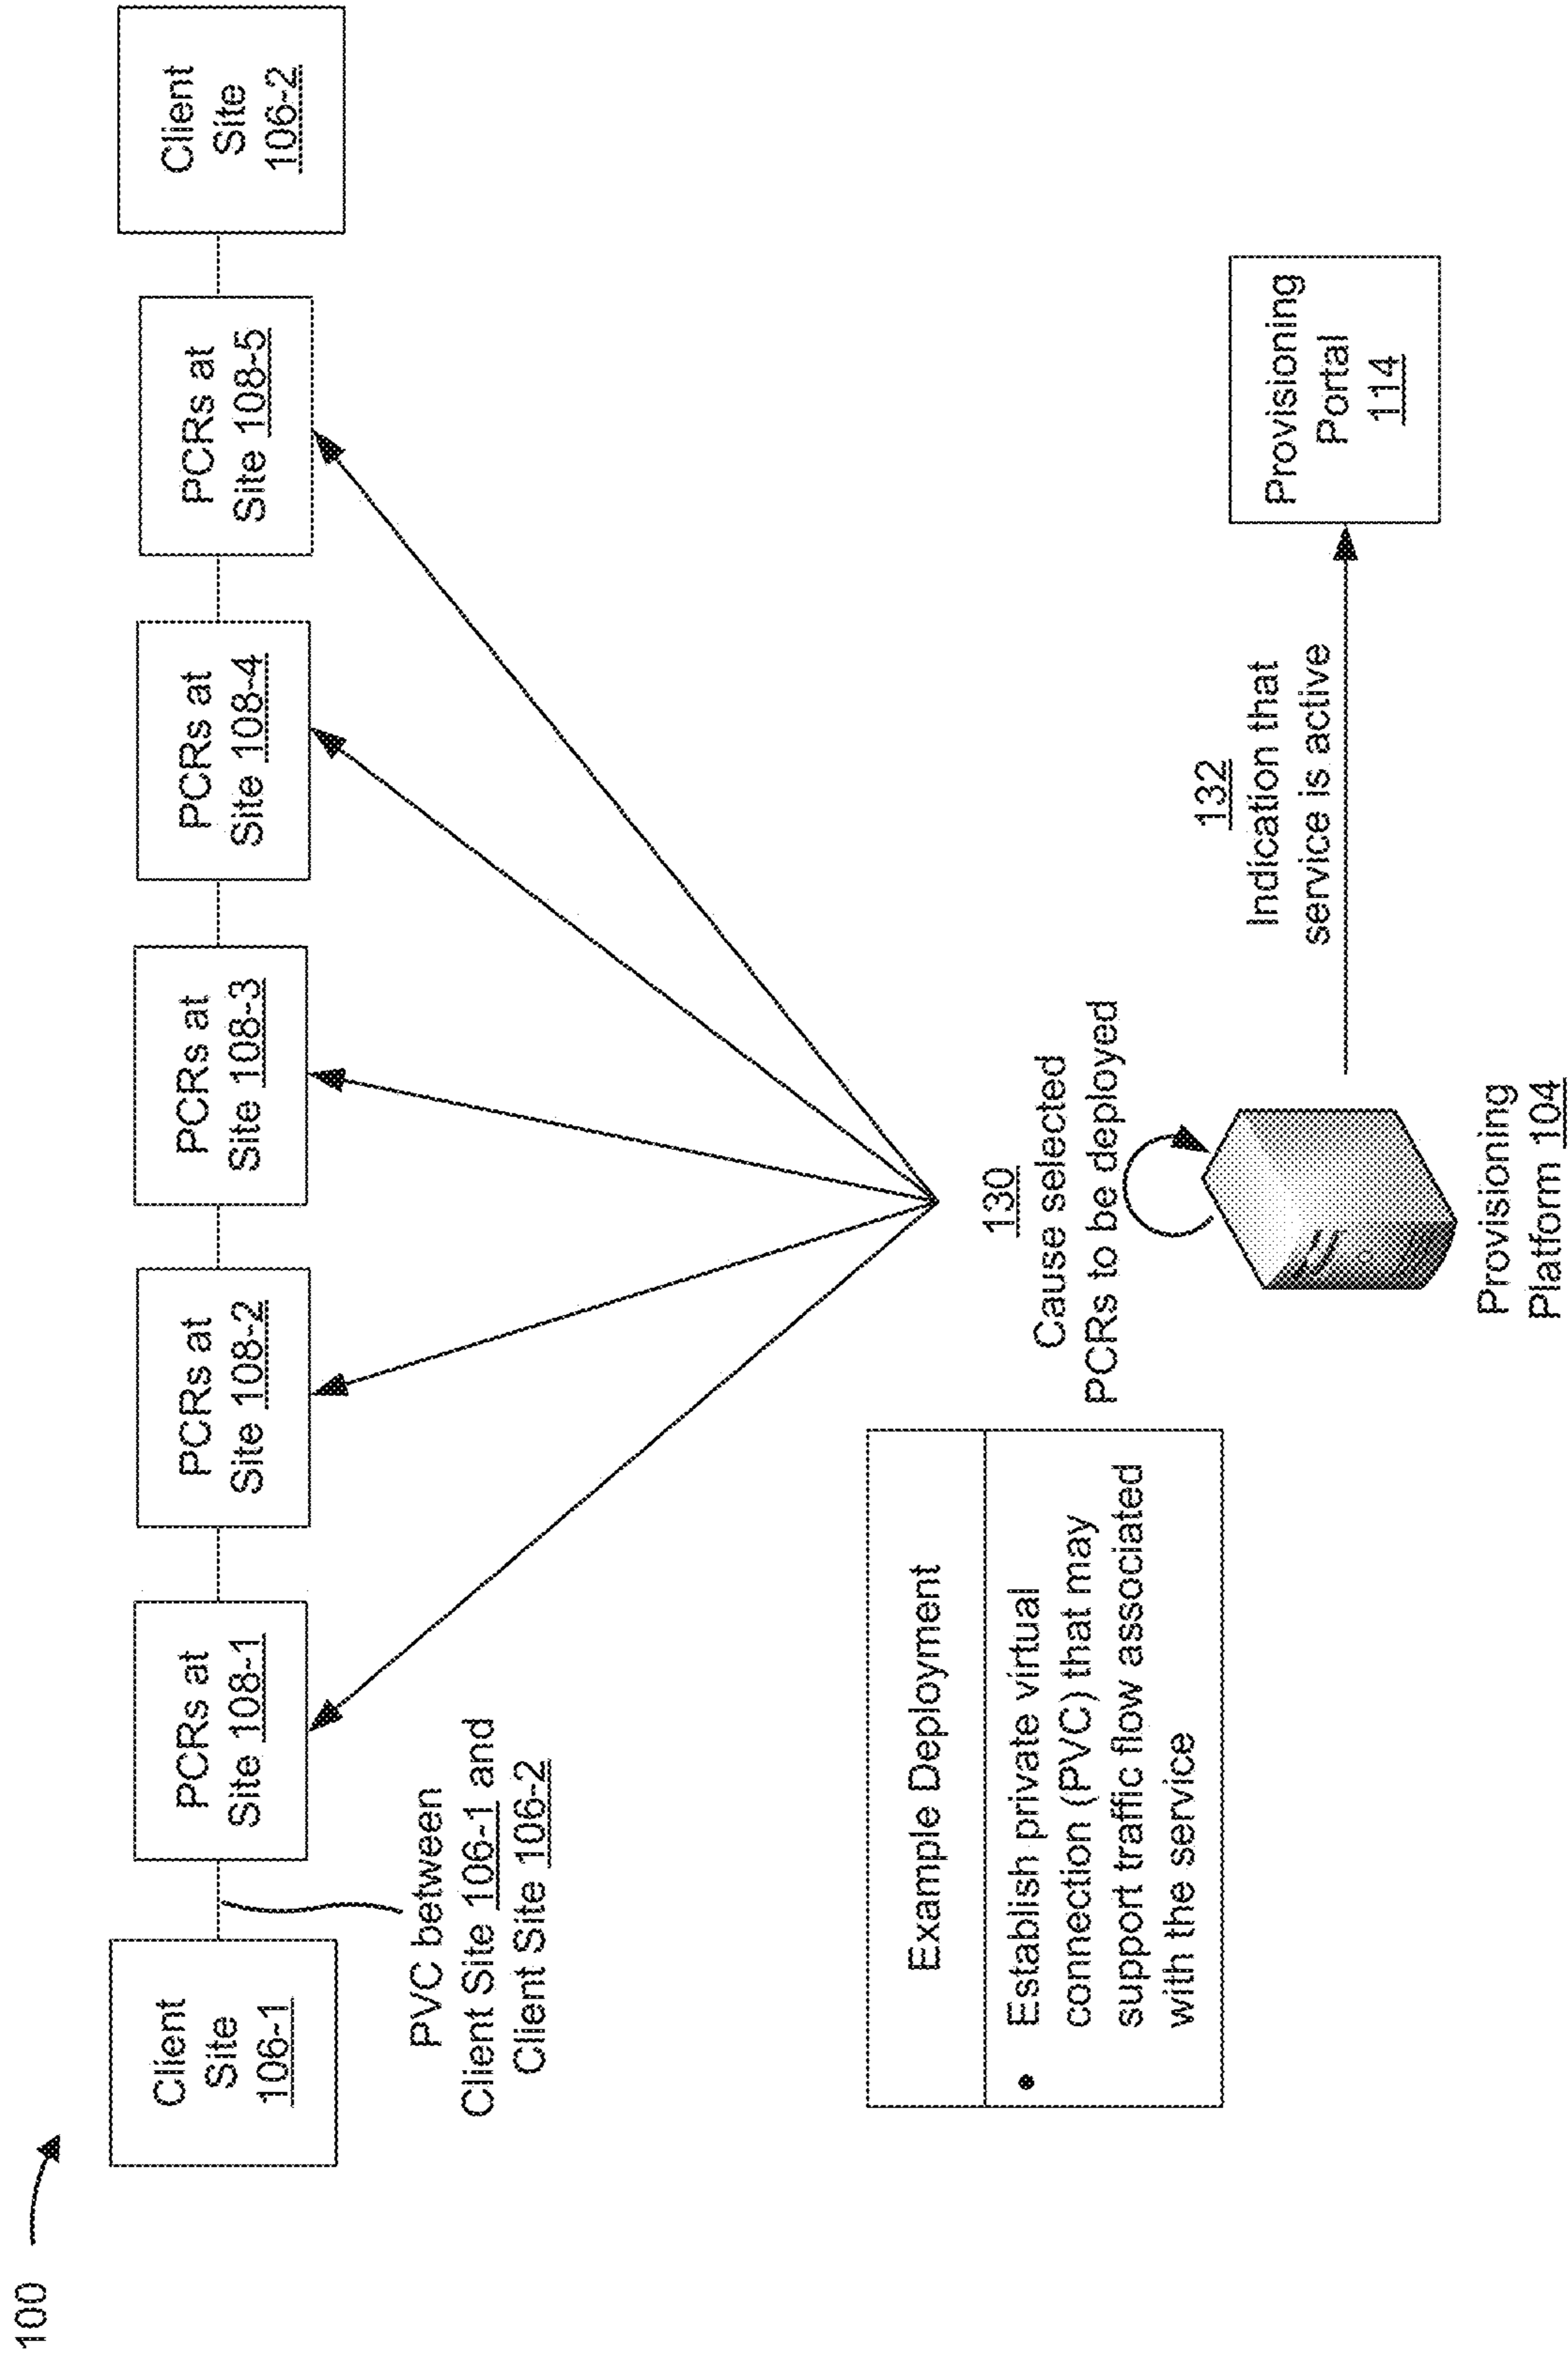 100
Client
Site
106-1
PCRs at
Site 108-1
PCRs at
Site 108-2
PCRs at
Site 108-3
PCRs at
Site 108-4
PCRs at
Site 108-5
Client
Site
106-2
PVC between
Client Site 106-1 and
Client Site 106-2
Example Deployment
• Establish private virtual
connection (PVC) that may
support traffic flow associated
with the service
130
Cause selected
PCRs to be deployed
Provisioning
Platform 104
132
Indication that
service is active
Provisioning
Portal
114